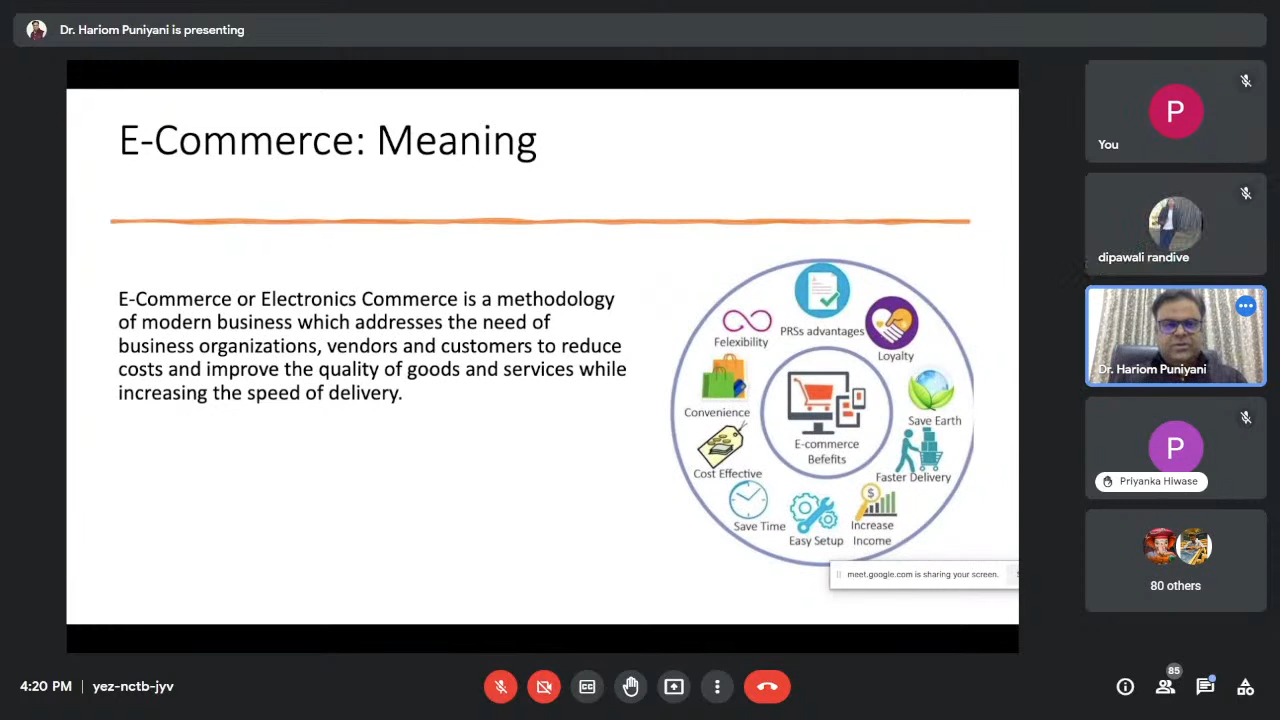 Dr. Hariom Puniyani is presenting
E-Commerce: Meaning
E-Commerce or Electronics Commerce is a methodology
of modern business which addresses the need of
business organizations, vendors and customers to reduce
costs and improve the quality of goods and services while
increasing the speed of delivery.
PRSs advantages
Felexibility
Loyalty
Convenience
Save Earth
E-commerce
Befefits
Cost Effective
Faster Delivery
Save Time
Easy Setup
Increase
Income
meet.google.com is sharing your screen.
P
You
dipawali randive
Dr. Hariom Puniyani
P
Priyanka Hiwase
80 others
4:20 PM | yez-nctb-jyv
CC
85